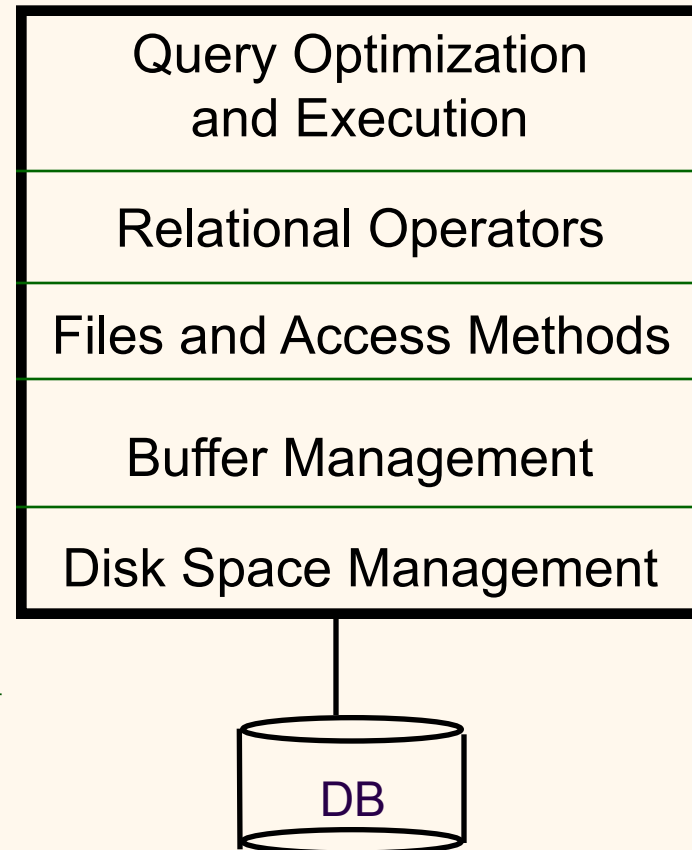 Query Optimization
and Execution
Relational Operators
Files and Access Methods
Buffer Management
Disk Space Management
DB